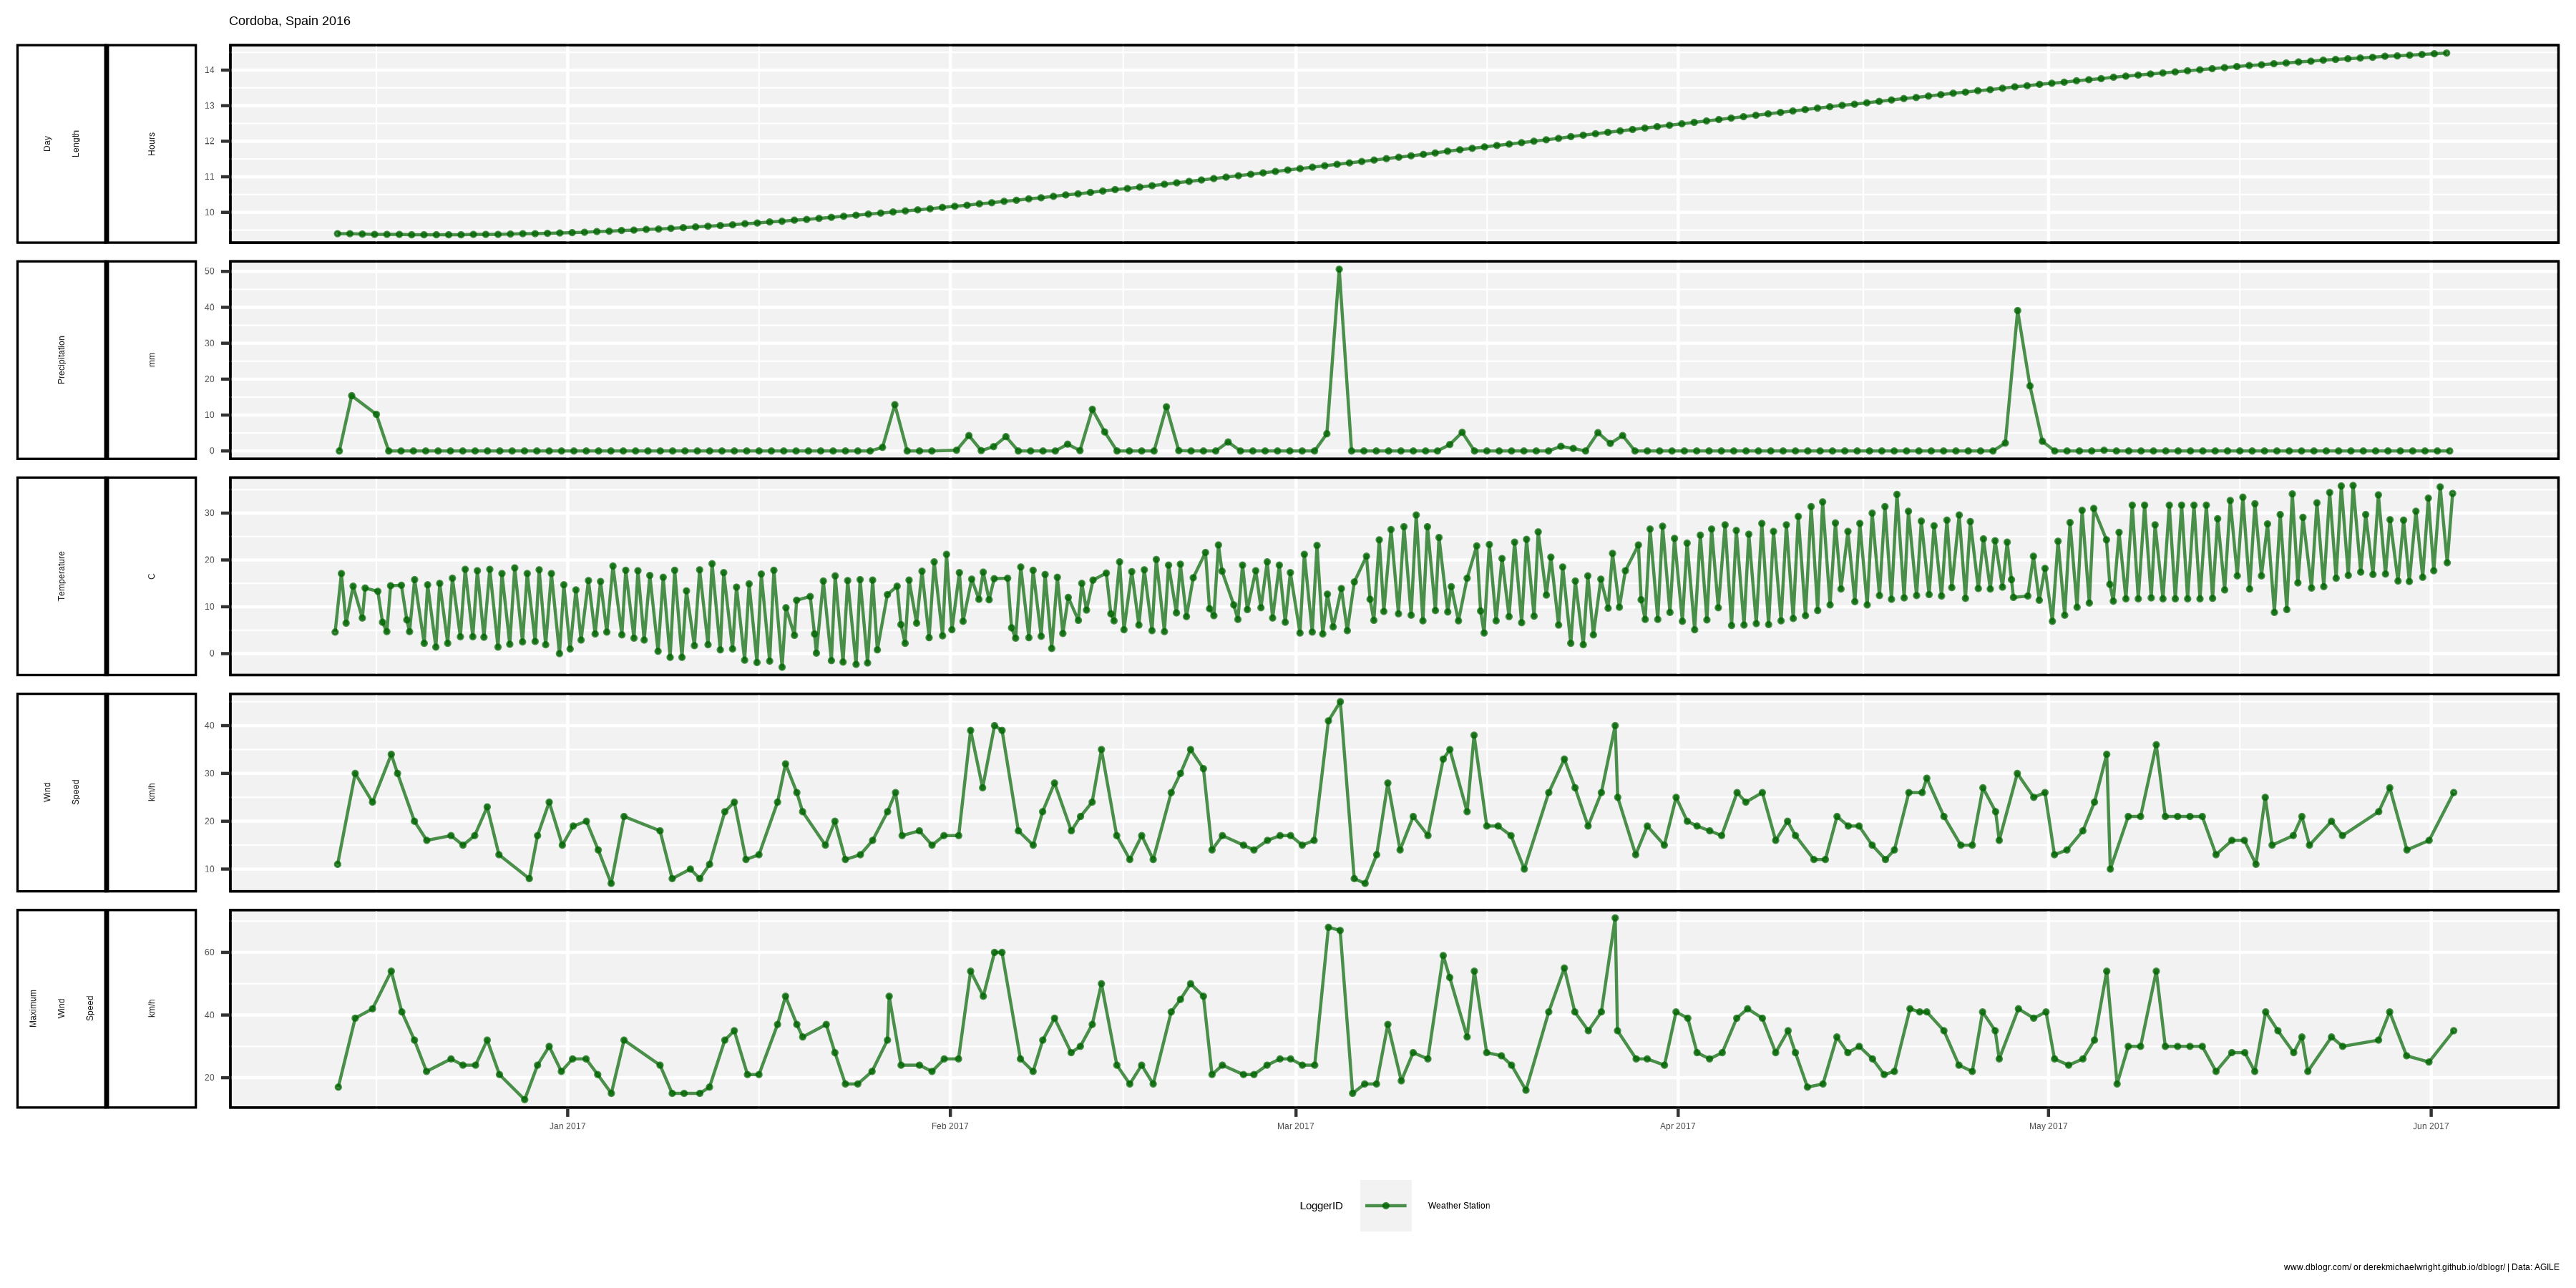 Cordoba, Spain 2016
Day
Length
Hours
14
13
12
11
10
Precipitation
mm
50
40
30
20
10
0
Temperature
C
30
20
10
0
Wind
Speed
km/h
40
30
20
10
Maximum
Wind
Speed
km/h
60
40
20
Jan 2017
Feb 2017
Mar 2017
Apr 2017
May 2017
Jun 2017
LoggerID
Weather Station
www.dblogr.com/ or derekmichaelwright.github.io/dblogr/ | Data: AGILE